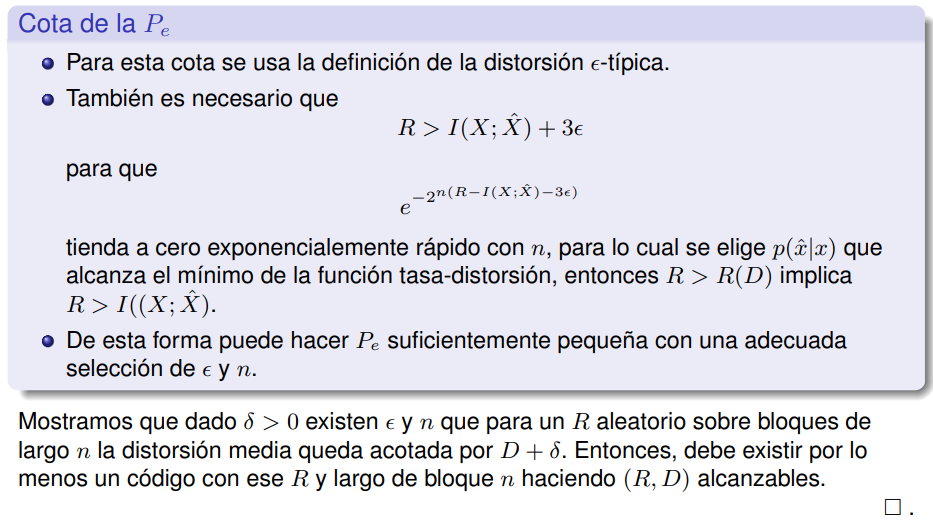 Cota de la $P_e$
Para esta cota se usa la definición de la distorsión $\epsilon$-típica.
También es necesario que
$R > I(X; \hat{X}) + 3\epsilon$
para que
$e^{-2^{n(R-I(X;\hat{X})-3\epsilon)}}$
tienda a cero exponencialemente rápido con $n$, para lo cual se elige $p(\hat{x}|x)$ que
alcanza el mínimo de la función tasa-distorsión, entonces $R > R(D)$ implica
$R > I((X; \hat{X})$.
De esta forma puede hacer $P_e$ suficientemente pequeña con una adecuada
selección de $\epsilon$ y $n$.
Mostramos que dado $\delta > 0$ existen $\epsilon$ y $n$ que para un $R$ aleatorio sobre bloques de
largo $n$ la distorsión media queda acotada por $D + \delta$. Entonces, debe existir por lo
menos un código con ese $R$ y largo de bloque $n$ haciendo $(R, D)$ alcanzables.
□ .